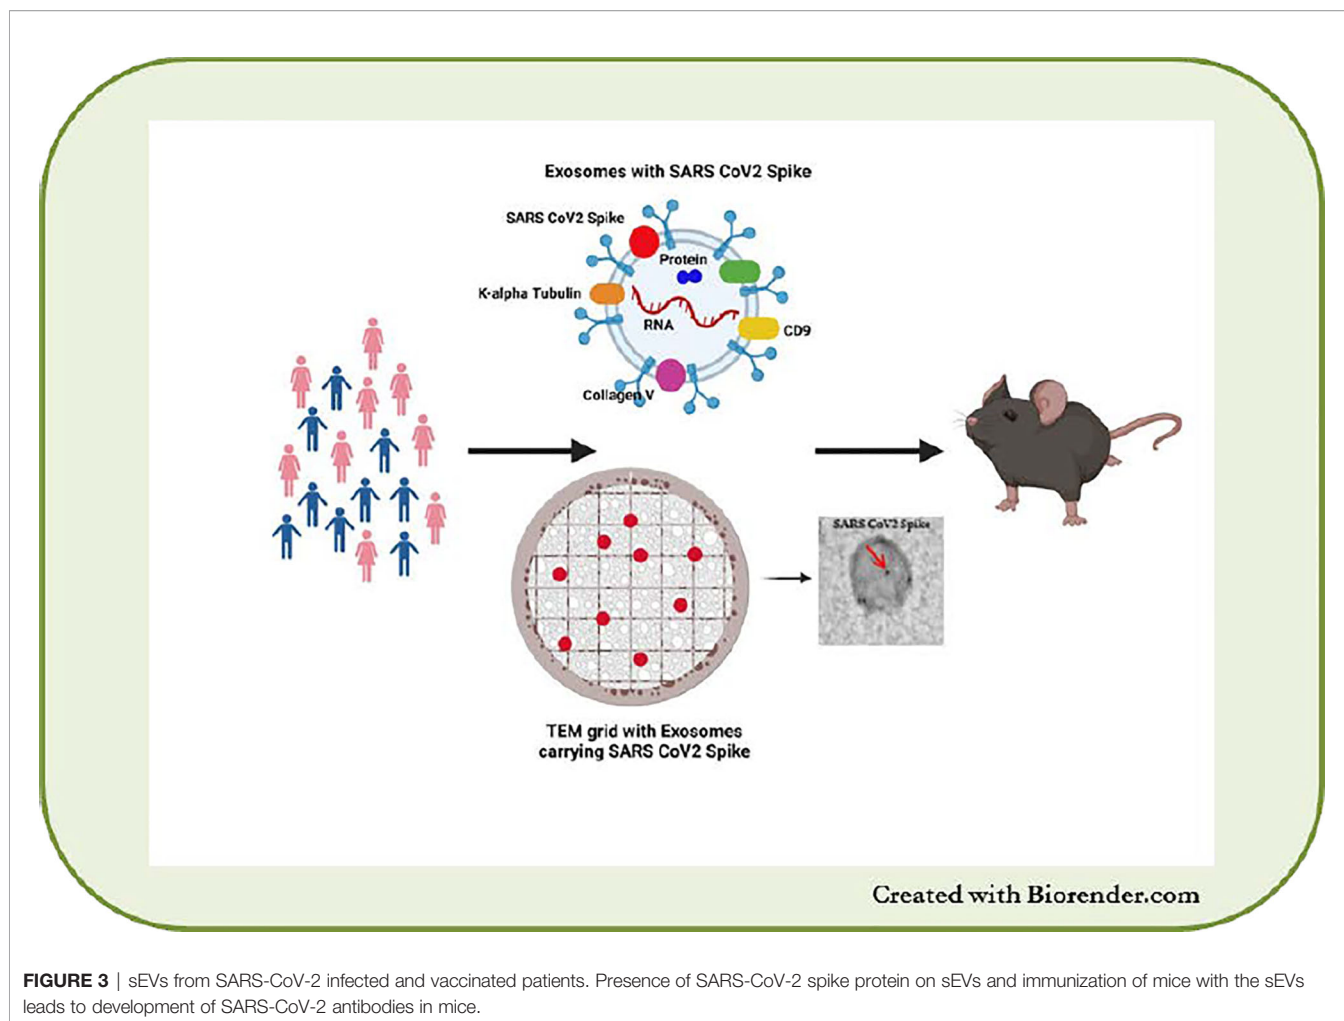 Exosomes with SARS CoV2 Spike
SARS CoV2 Spike
Protein
K-alpha Tubulin
RNA
CD9
Collagen V
SARS CoV2 Spike
TEM grid with Exosomes
carrying SARS CoV2 Spike
Created with Biorender.com
FIGURE 3 | sEVs from SARS-CoV-2 infected and vaccinated patients. Presence of SARS-CoV-2 spike protein on sEVs and immunization of mice with the sEVs
leads to development of SARS-CoV-2 antibodies in mice.